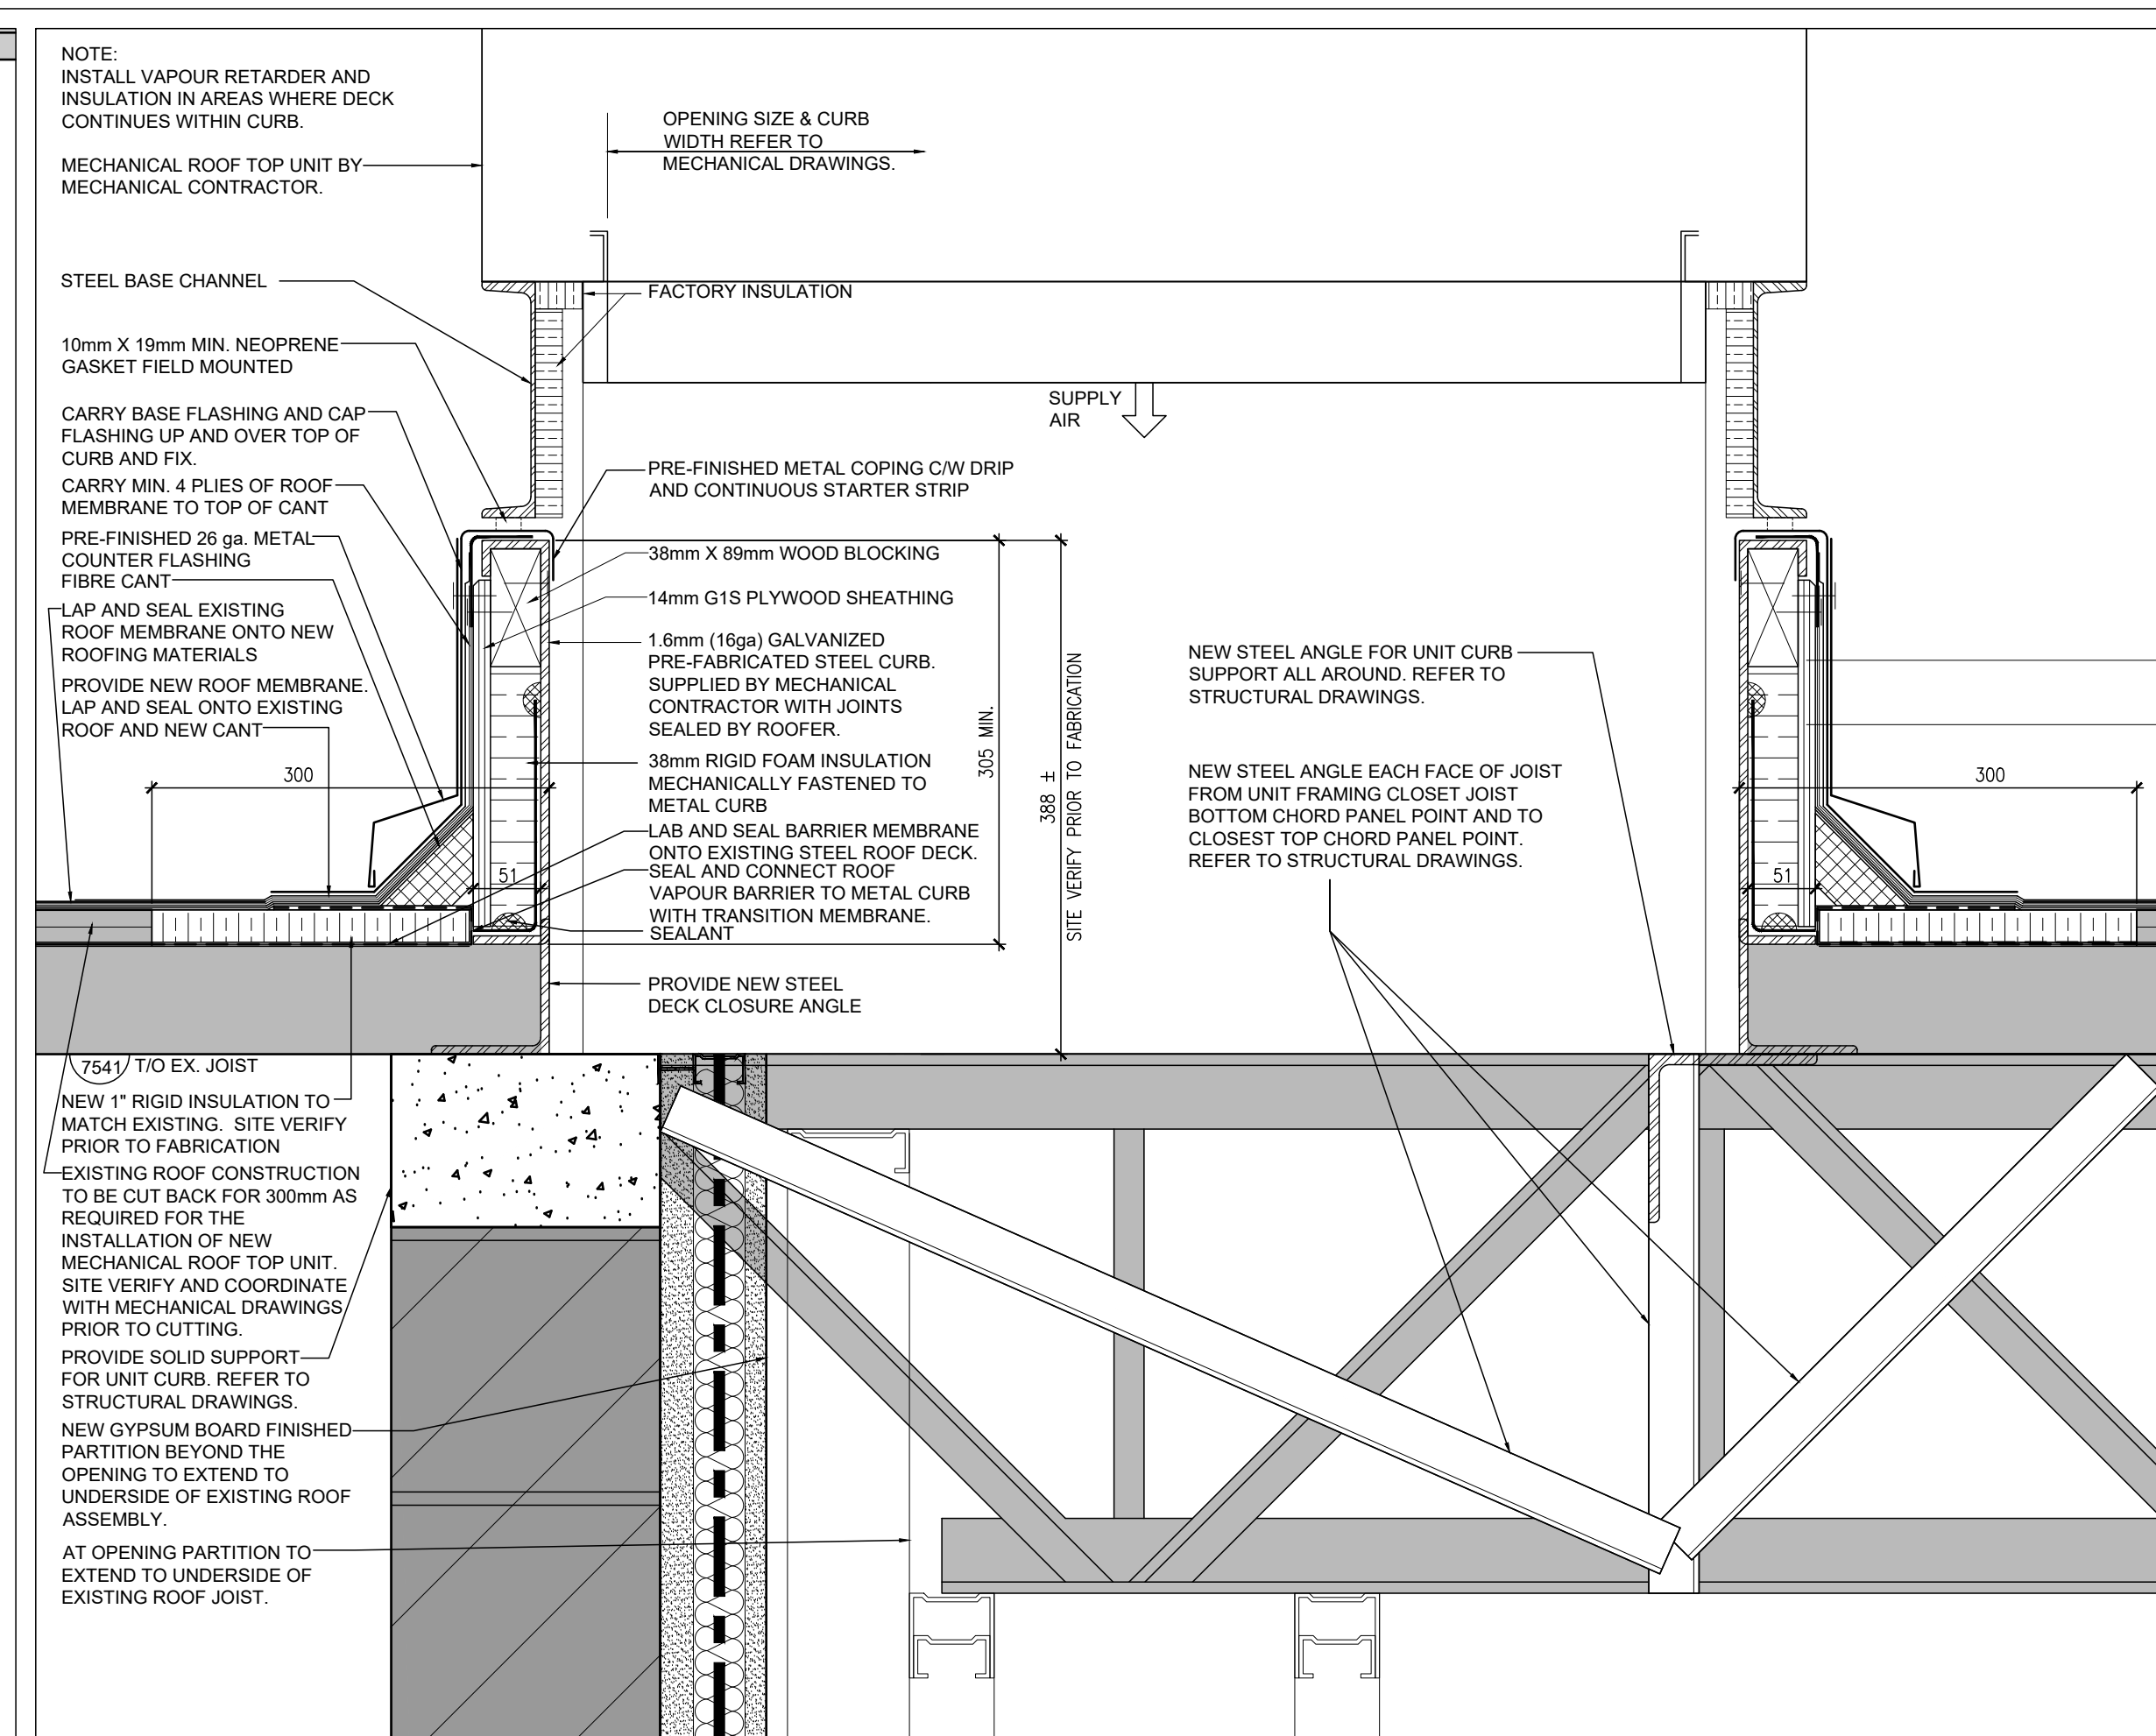 NOTE:
INSTALL VAPOUR RETARDER AND
INSULATION IN AREAS WHERE DECK
CONTINUES WITHIN CURB.
MECHANICAL ROOF TOP UNIT BY
MECHANICAL CONTRACTOR.
STEEL BASE CHANNEL
10mm X 19mm MIN. NEOPRENE
GASKET FIELD MOUNTED
CARRY BASE FLASHING AND CAP
FLASHING UP AND OVER TOP OF
CURB AND FIX.
CARRY MIN. 4 PLIES OF ROOF
MEMBRANE TO TOP OF CANT
PRE-FINISHED 26 ga. METAL
COUNTER FLASHING
FIBRE CANT
LAP AND SEAL EXISTING
ROOF MEMBRANE ONTO NEW
ROOFING MATERIALS
PROVIDE NEW ROOF MEMBRANE.
LAP AND SEAL ONTO EXISTING
ROOF AND NEW CANT
300
51
7541 T/O EX. JOIST
NEW 1" RIGID INSULATION TO
MATCH EXISTING. SITE VERIFY
PRIOR TO FABRICATION
EXISTING ROOF CONSTRUCTION
TO BE CUT BACK FOR 300mm AS
REQUIRED FOR THE
INSTALLATION OF NEW
MECHANICAL ROOF TOP UNIT.
SITE VERIFY AND COORDINATE
WITH MECHANICAL DRAWINGS
PRIOR TO CUTTING.
PROVIDE SOLID SUPPORT
FOR UNIT CURB. REFER TO
STRUCTURAL DRAWINGS.
NEW GYPSUM BOARD FINISHED
PARTITION BEYOND THE
OPENING TO EXTEND TO
UNDERSIDE OF EXISTING ROOF
ASSEMBLY.
AT OPENING PARTITION TO
EXTEND TO UNDERSIDE OF
EXISTING ROOF JOIST.
OPENING SIZE & CURB
WIDTH REFER TO
MECHANICAL DRAWINGS.
FACTORY INSULATION
SUPPLY
AIR
PRE-FINISHED METAL COPING C/W DRIP
AND CONTINUOUS STARTER STRIP
38mm X 89mm WOOD BLOCKING
14mm G1S PLYWOOD SHEATHING
1.6mm (16ga) GALVANIZED
PRE-FABRICATED STEEL CURB.
SUPPLIED BY MECHANICAL
CONTRACTOR WITH JOINTS
SEALED BY ROOFER.
38mm RIGID FOAM INSULATION
MECHANICALLY FASTENED TO
METAL CURB
LAB AND SEAL BARRIER MEMBRANE
ONTO EXISTING STEEL ROOF DECK.
SEAL AND CONNECT ROOF
VAPOUR BARRIER TO METAL CURB
WITH TRANSITION MEMBRANE.
SEALANT
PROVIDE NEW STEEL
DECK CLOSURE ANGLE
305 MIN.
388 ±
SITE VERIFY PRIOR TO FABRICATION
NEW STEEL ANGLE FOR UNIT CURB
SUPPORT ALL AROUND. REFER TO
STRUCTURAL DRAWINGS.
NEW STEEL ANGLE EACH FACE OF JOIST
FROM UNIT FRAMING CLOSET JOIST
BOTTOM CHORD PANEL POINT AND TO
CLOSEST TOP CHORD PANEL POINT.
REFER TO STRUCTURAL DRAWINGS.
300
51